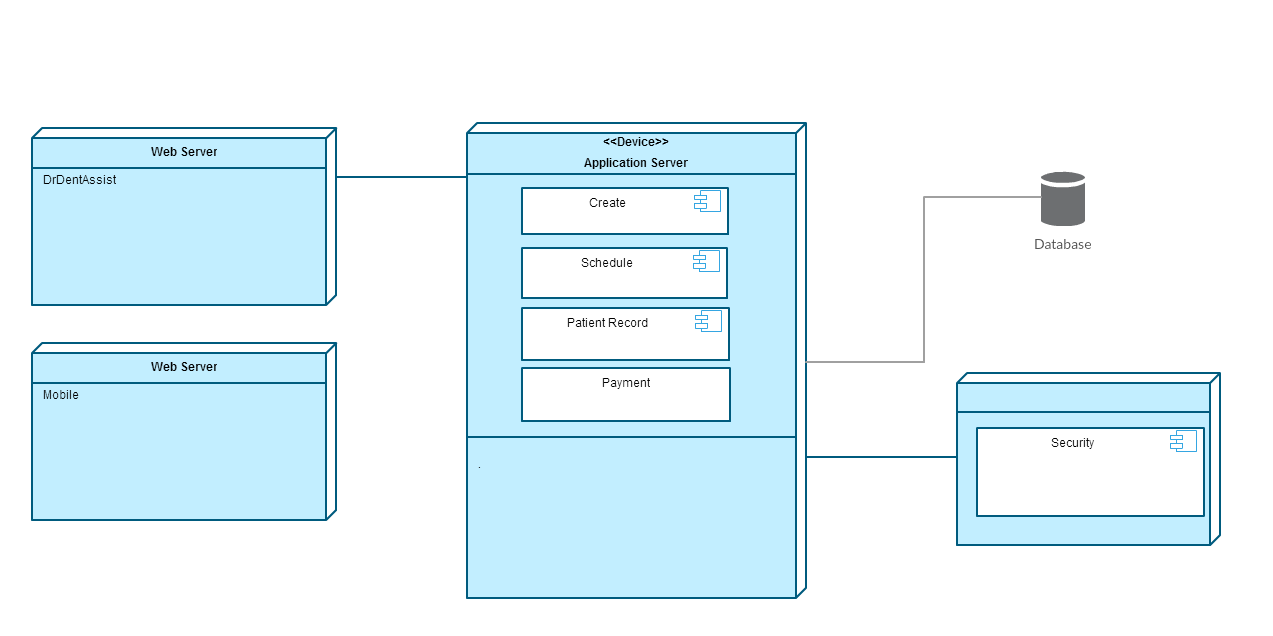 Web Server
DrDentAssist
Web Server
Mobile
<<Device>>
Application Server
Create
Schedule
Patient Record
Payment
.
Database
Security